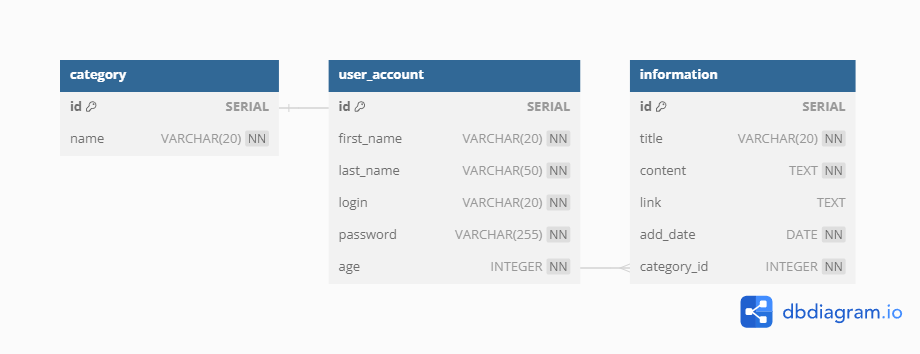 category
id SERIAL
name VARCHAR(20) NN
user_account
id SERIAL
first_name VARCHAR(20) NN
last_name VARCHAR(50) NN
login VARCHAR(20) NN
password VARCHAR(255) NN
age INTEGER NN
information
id SERIAL
title VARCHAR(20) NN
content TEXT NN
link TEXT
add_date DATE NN
category_id INTEGER NN
dbdiagram.io